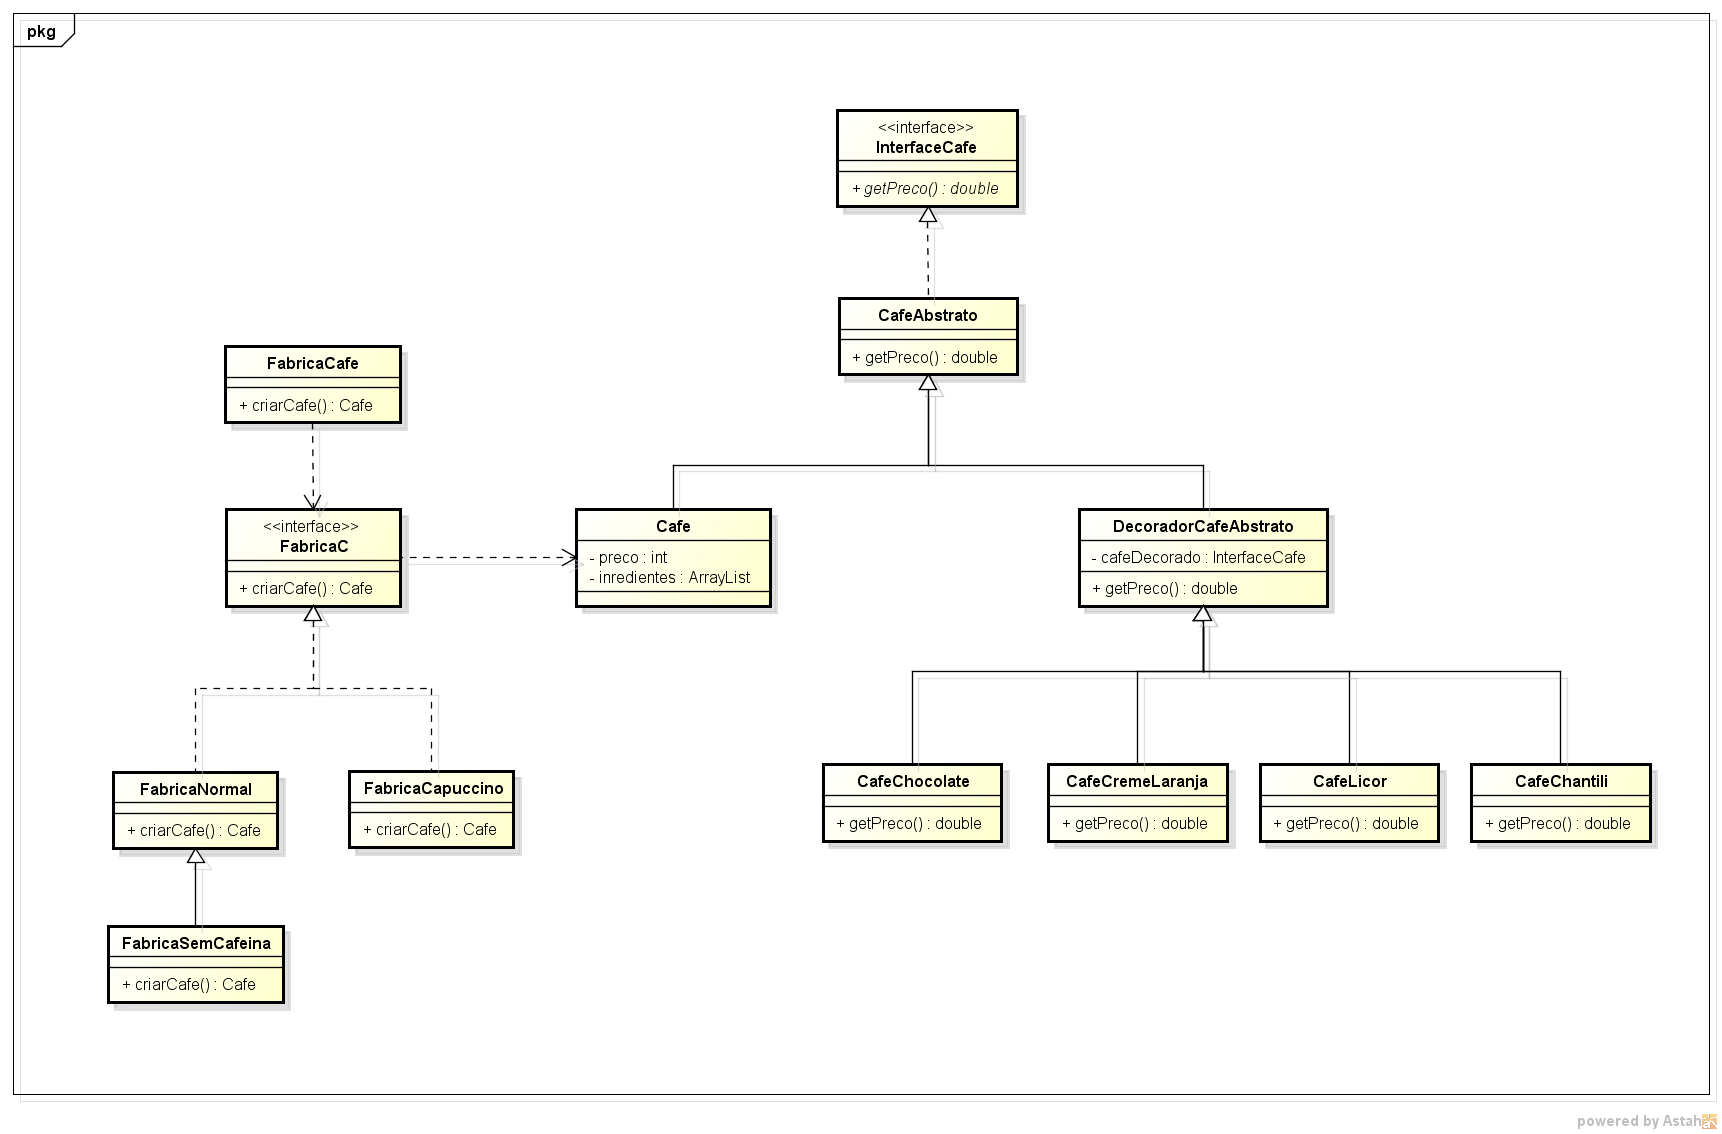 pkg
<<interface>>
InterfaceCafe
+ getPreco() : double
CafeAbstrato
+ getPreco() : double
FabricaCafe
+ criarCafe() : Cafe
<<interface>>
FabricaC
+ criarCafe() : Cafe
Cafe
- preco : int
- inredientes : ArrayList
DecoradorCafeAbstrato
- cafeDecorado : InterfaceCafe
+ getPreco() : double
FabricaNormal
+ criarCafe() : Cafe
FabricaCapuccino
+ criarCafe() : Cafe
CafeChocolate
+ getPreco() : double
CafeCremeLaranja
+ getPreco() : double
CafeLicor
+ getPreco() : double
CafeChantili
+ getPreco() : double
FabricaSemCafeina
+ criarCafe() : Cafe
powered by Astah